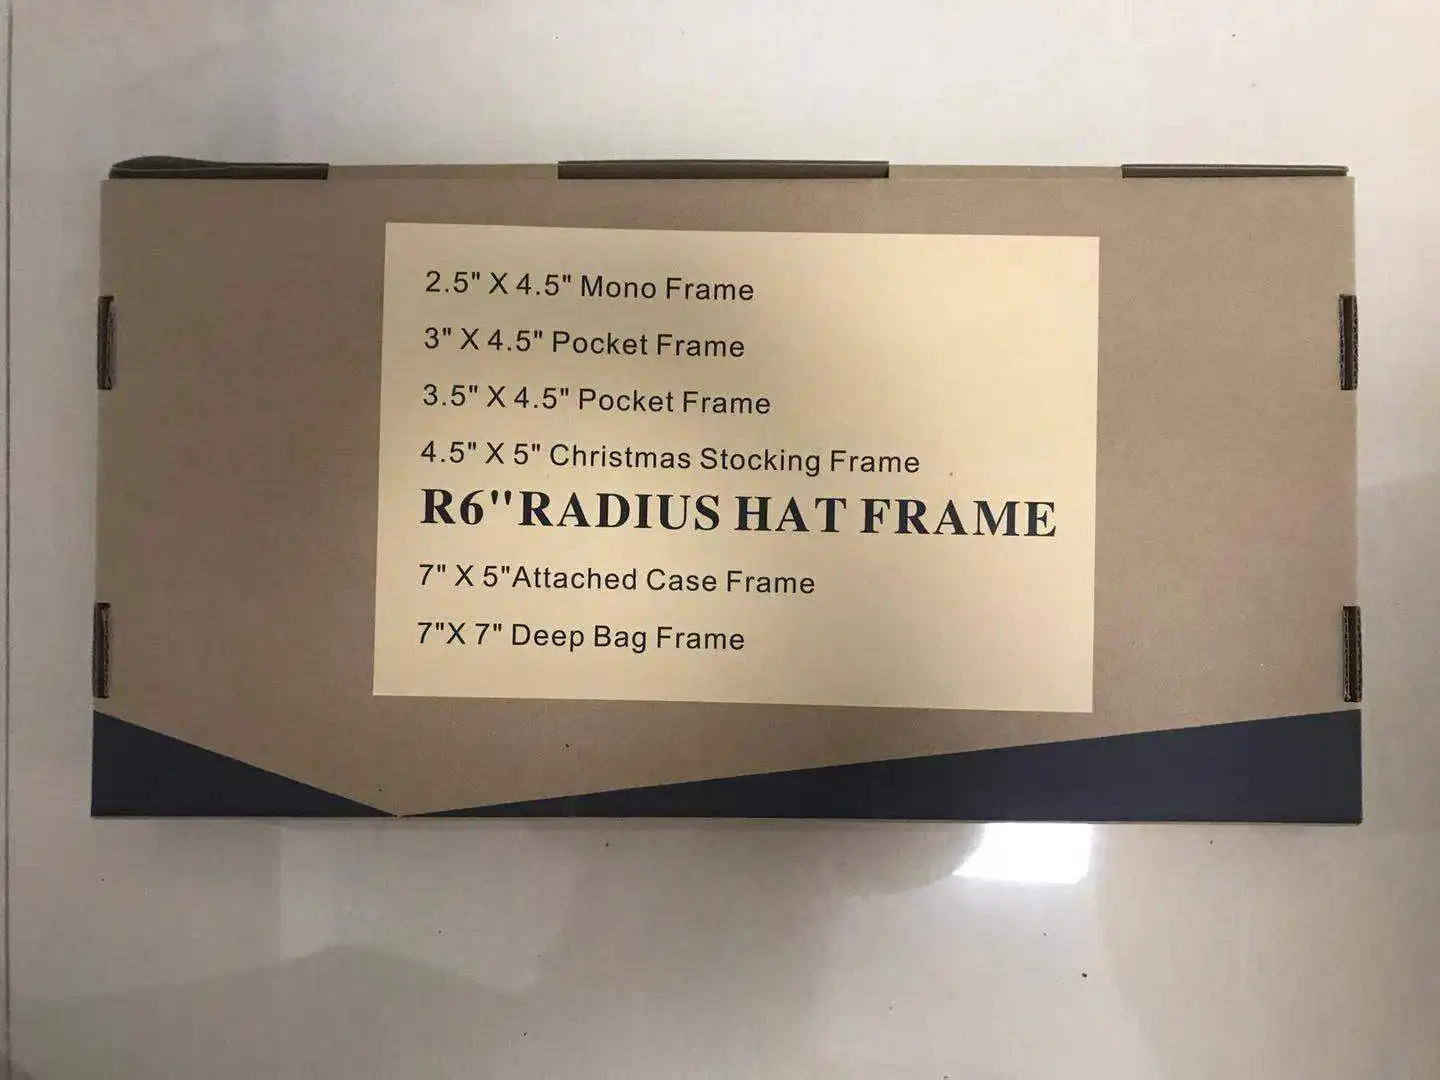 2.5" X 4.5" Mono Frame
3" X 4.5" Pocket Frame
3.5" X 4.5" Pocket Frame
4.5" X 5" Christmas Stocking Frame
R6"RADIUS HAT FRAME
7" X 5"Attached Case Frame
7"X 7" Deep Bag Frame